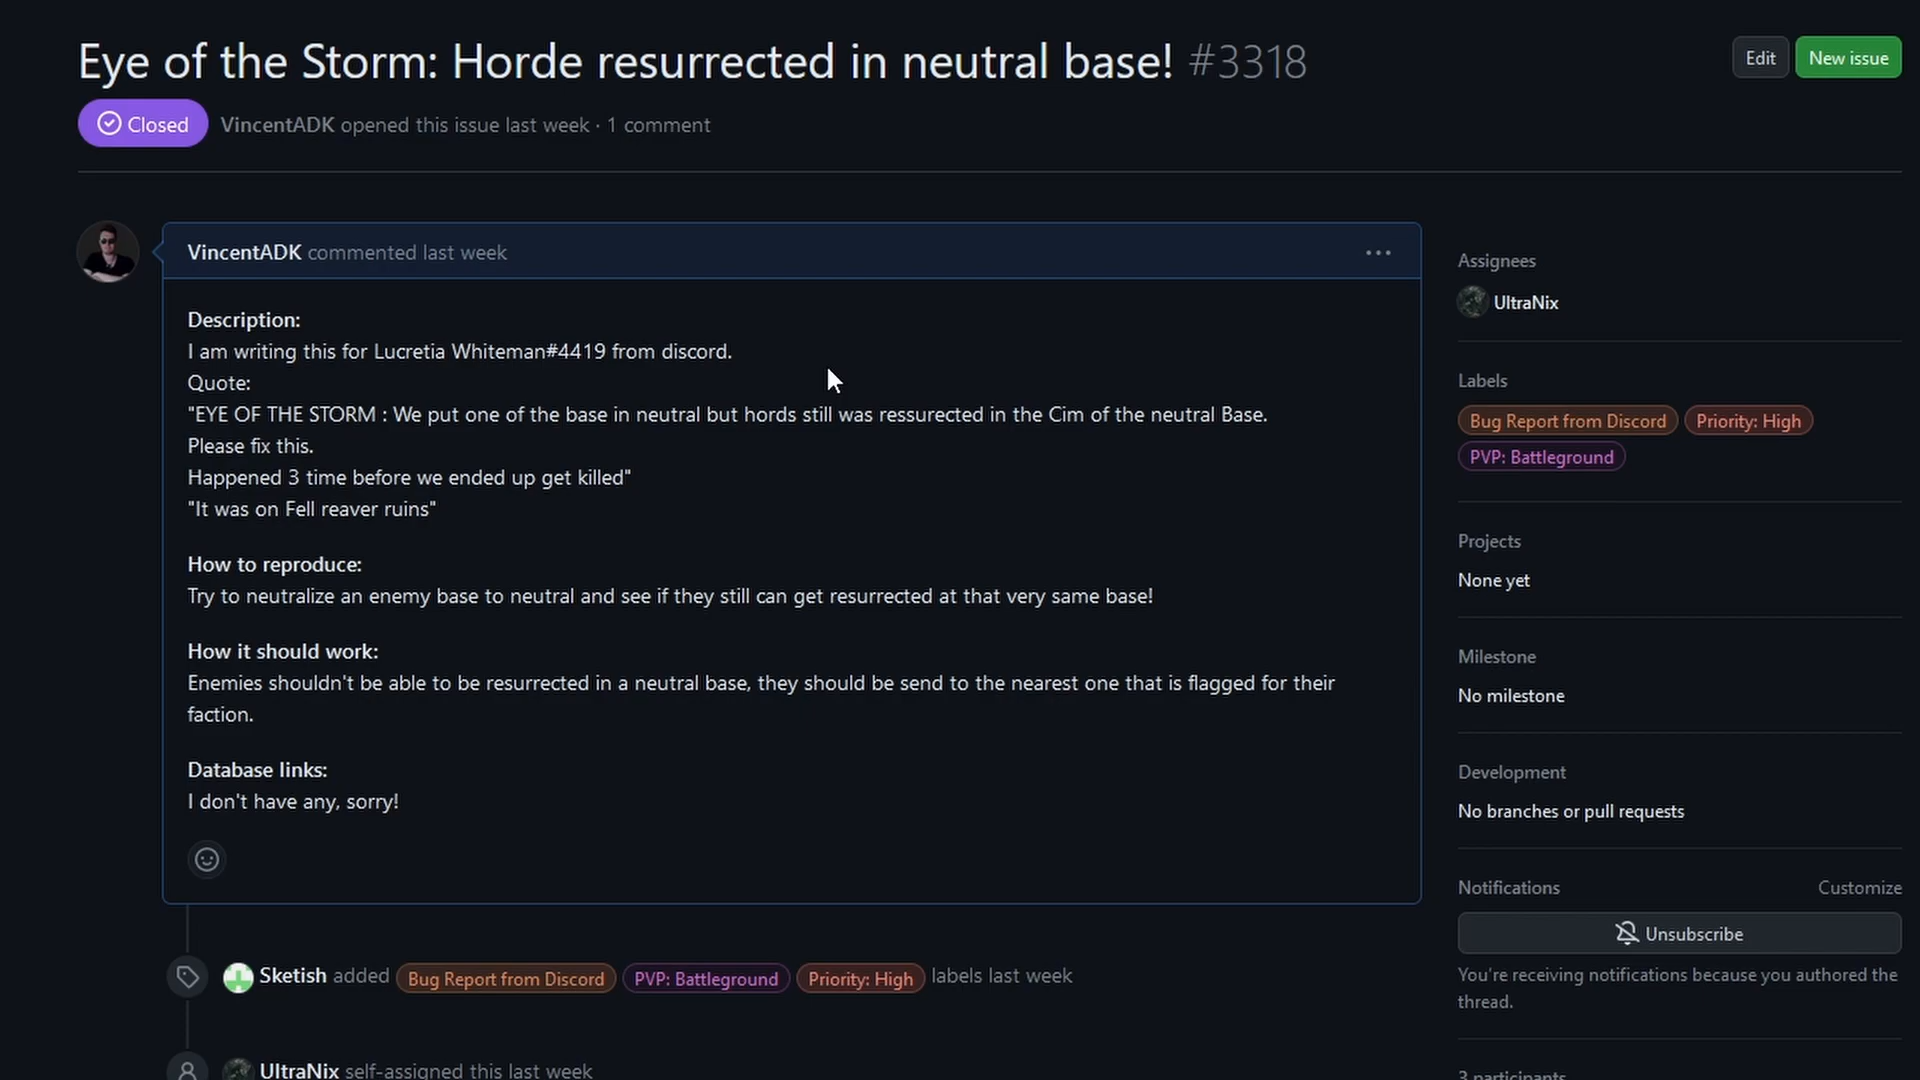 Eye of the Storm: Horde resurrected in neutral base! #3318
Edit
New issue
Closed
VincentADK opened this issue last week · 1 comment
VincentADK commented last week
Description:
I am writing this for Lucretia Whiteman#4419 from discord.
Quote:
"EYE OF THE STORM : We put one of the base in neutral but hords still was ressurected in the Cim of the neutral Base.
Please fix this.
Happened 3 time before we ended up get killed"
"It was on Fell reaver ruins"
How to reproduce:
Try to neutralize an enemy base to neutral and see if they still can get resurrected at that very same base!
How it should work:
Enemies shouldn't be able to be resurrected in a neutral base, they should be send to the nearest one that is flagged for their
faction.
Database links:
I don't have any, sorry!
Sketish added Bug Report from Discord PVP: Battleground Priority: High labels last week
UltraNix self-assigned this last week
Assignees
UltraNix
Labels
Bug Report from Discord Priority: High
PVP: Battleground
Projects
None yet
Milestone
No milestone
Development
No branches or pull requests
Notifications
Customize
Unsubscribe
You're receiving notifications because you authored the
thread.
3 participants